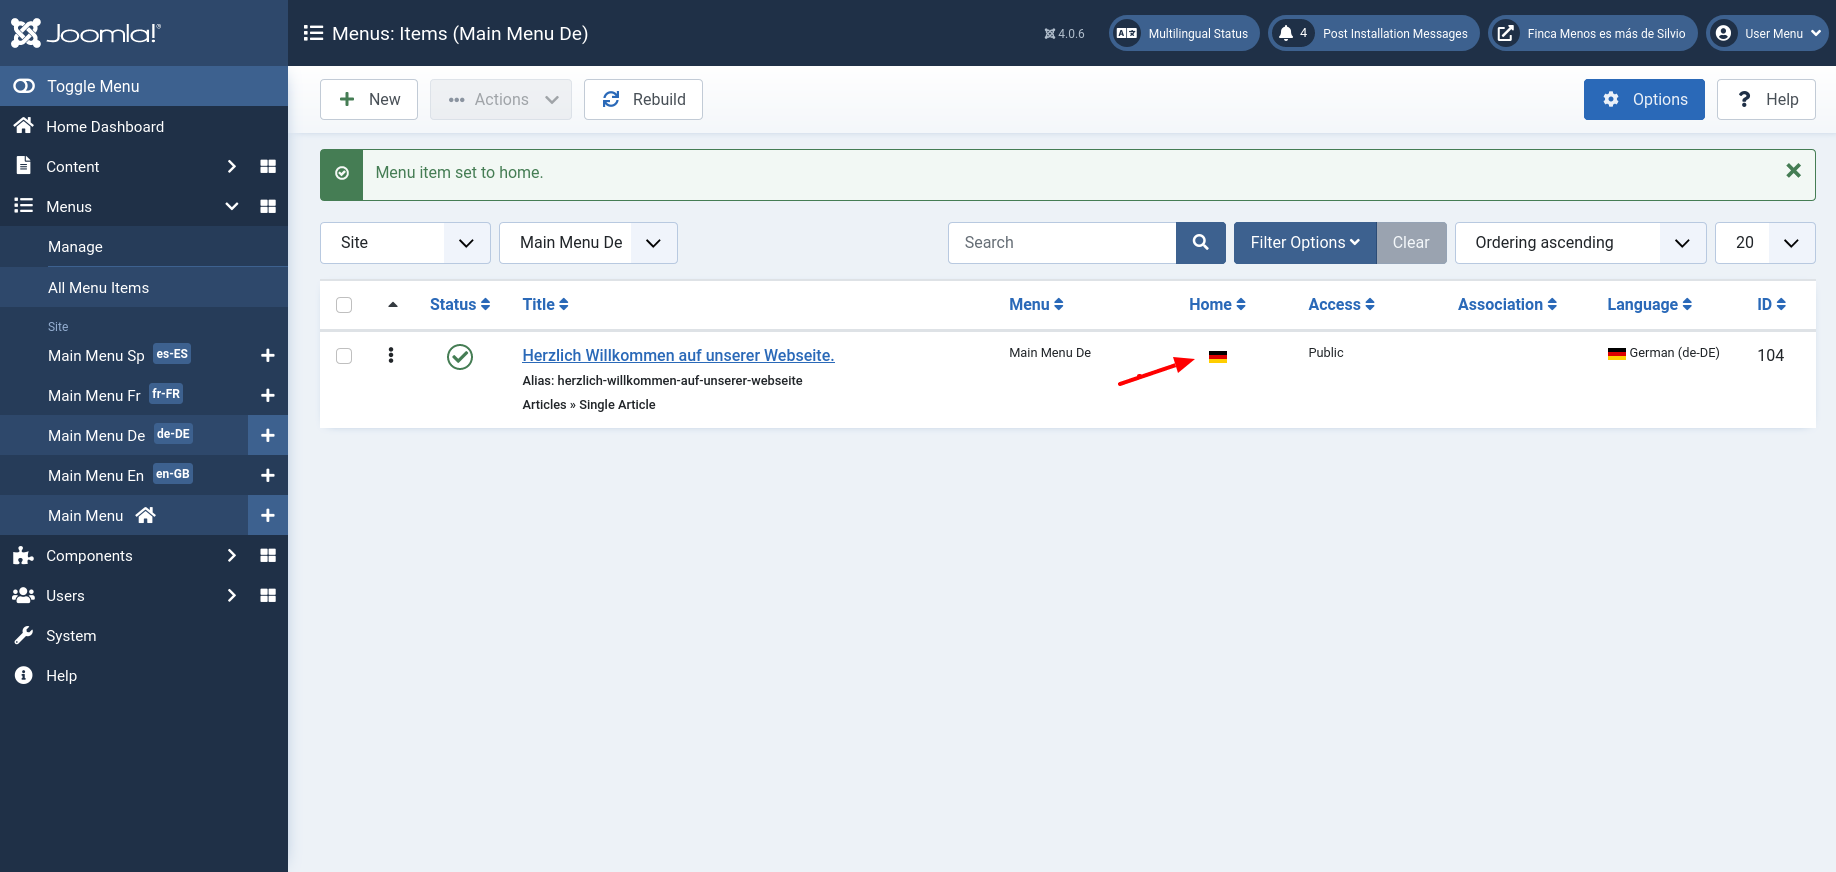 Joomla!
Menus: Items (Main Menu De)
4.0.6
Multilingual Status
4 Post Installation Messages
Finca Menos es más de Silvio
User Menu
Toggle Menu
Home Dashboard
Content
Menus
Manage
All Menu Items
Site
Main Menu Sp es-ES
Main Menu Fr fr-FR
Main Menu De de-DE
Main Menu En en-GB
Main Menu
Components
Users
System
Help
New
Actions
Rebuild
Options
? Help
Menu item set to home.
Site
Main Menu De
Search
Filter Options
Clear
Ordering ascending
20
Status Title Menu Home Access Association Language ID
Herzlich Willkommen auf unserer Webseite. Main Menu De Public German (de-DE) 104
Alias: herzlich-willkommen-auf-unserer-webseite
Articles » Single Article